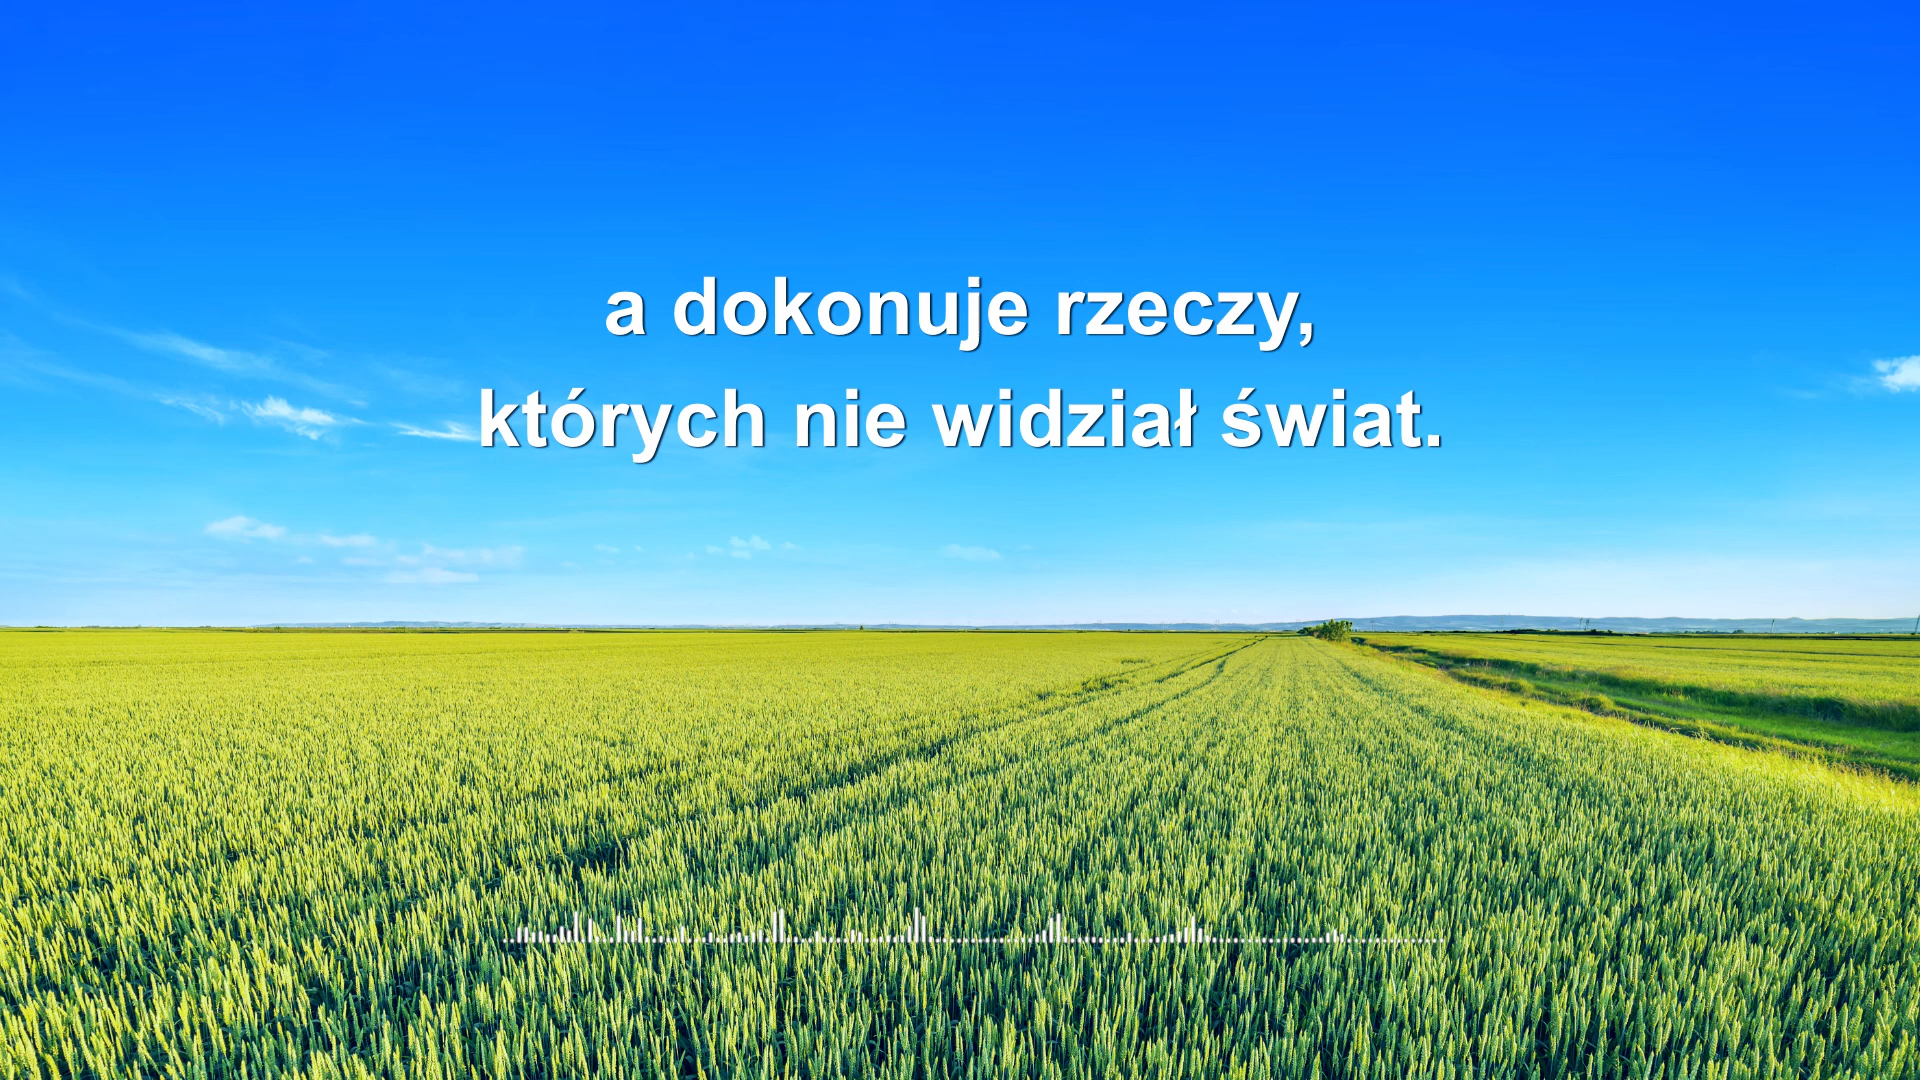 a dokonuje rzeczy,
których nie widział świat.